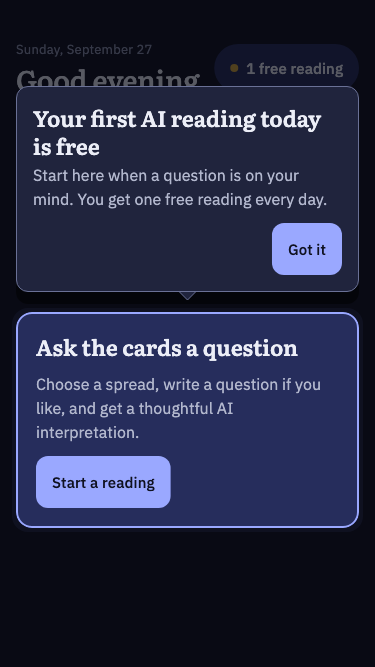 Sunday, September 27
Good evening
1 free reading
Your first AI reading today
is free
Start here when a question is on your
mind. You get one free reading every day.
Got it
Ask the cards a question
Choose a spread, write a question if you
like, and get a thoughtful AI
interpretation.
Start a reading